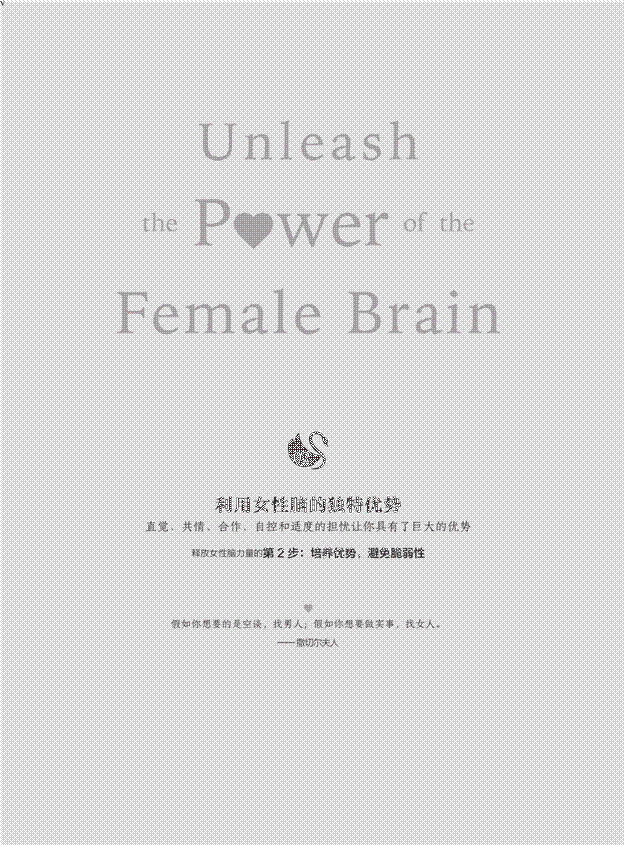 Unleash
the Power of the
Female Brain
利用女性脑的独特优势
直觉、共情、合作、自控和适度的担忧让你具有了巨大的优势
释放女性脑力量的第 2 步：培养优势，避免脆弱性
假如你想要的是空谈，找男人；假如你想要做实事，找女人。
——撒切尔夫人